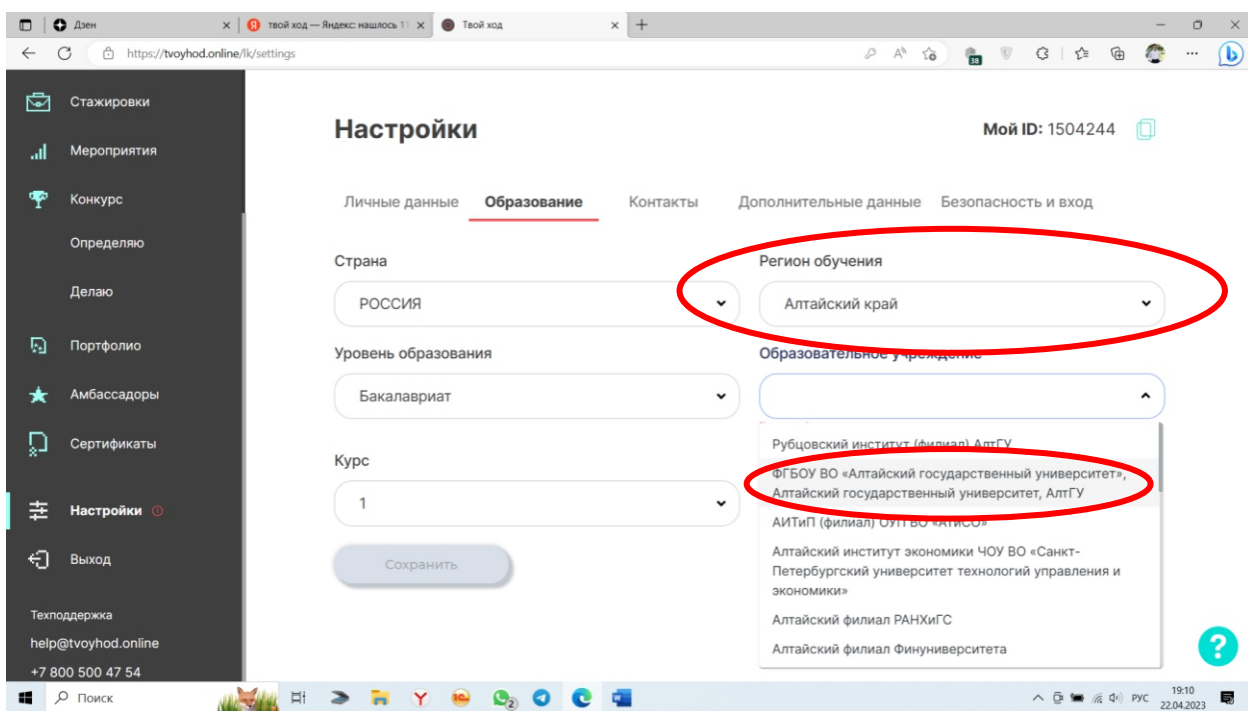 Дзен
твой ход — Яндекс: нашлось 1
Твой ход
https://tvoyhod.online/lk/settings
38
Стажировки
Мероприятия
Конкурс
Определяю
Делаю
Портфолио
Амбассадоры
Сертификаты
Настройки
Выход
Техподдержка
help@tvoyhod.online
+7 800 500 47 54
Настройки
Мой ID: 1504244
Личные данные Образование Контакты Дополнительные данные Безопасность и вход
Страна
РОССИЯ
Регион обучения
Алтайский край
Уровень образования
Бакалавриат
Образовательное учреждение
Курс
1
Сохранить
Рубцовский институт (филиал) АлтГУ
ФГБОУ ВО «Алтайский государственный университет»,
Алтайский государственный университет, АлтГУ
АИТиП (филиал) ОУП ВО «АТиСО»
Алтайский институт экономики ЧОУ ВО «Санкт-
Петербургский университет технологий управления и
экономики»
Алтайский филиал РАНХиГС
Алтайский филиал Финуниверситета
?
Поиск
2
РУС
19:10
22.04.2023